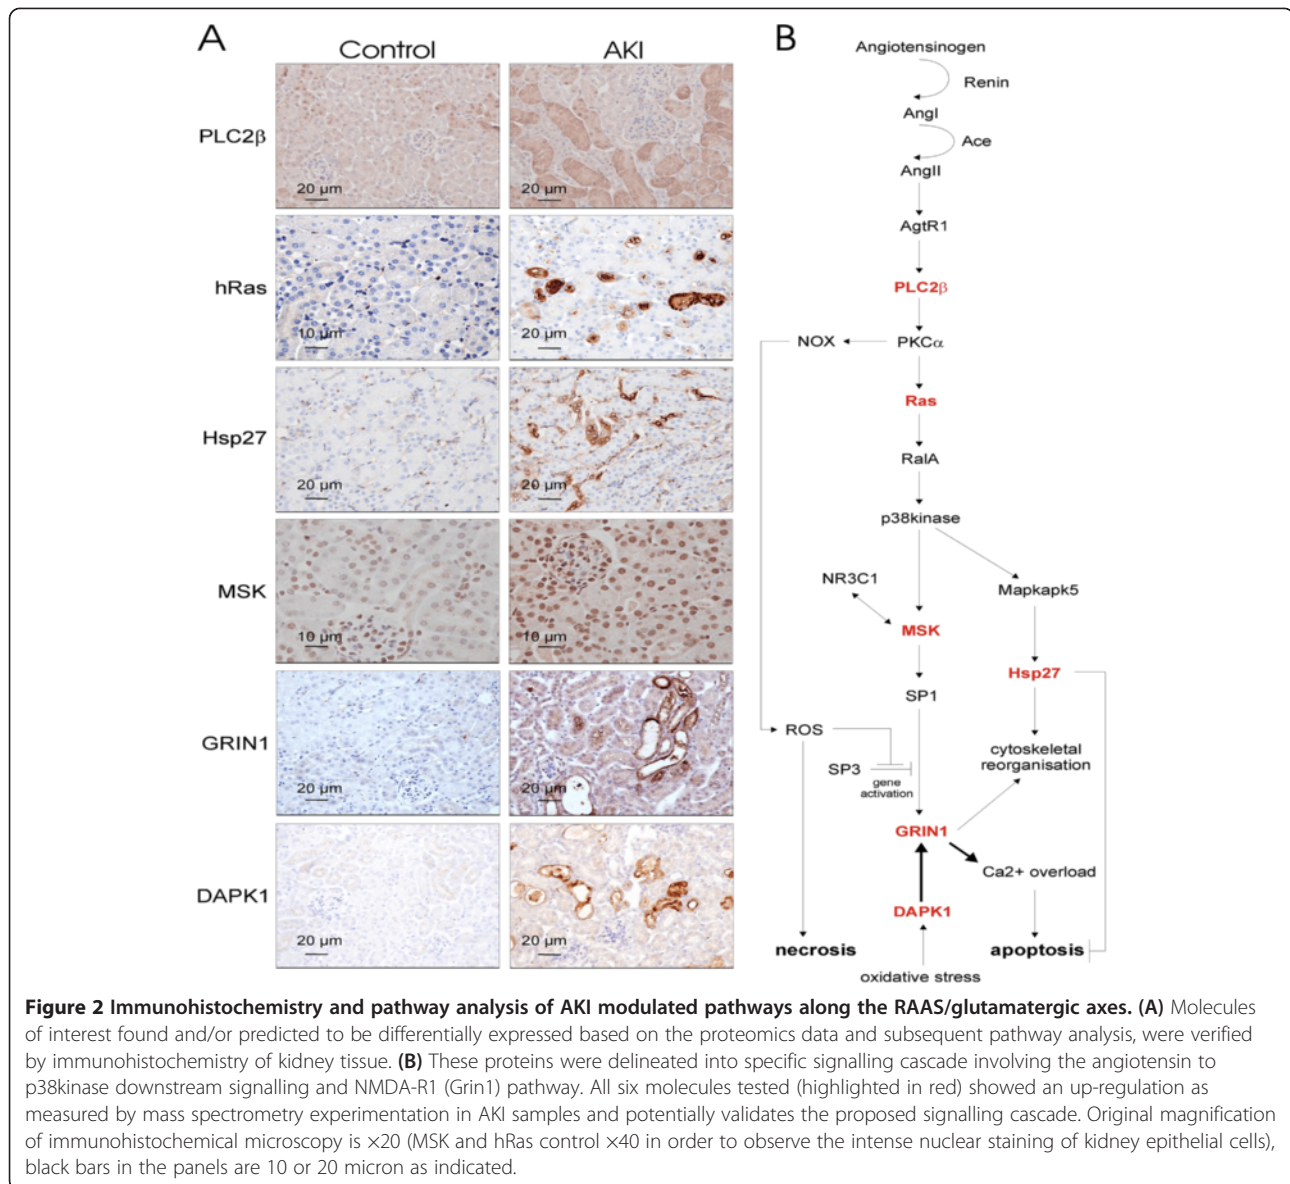 A
Control
AKI
PLC2β
20 µm
20 µm
hRas
10 µm
20 µm
Hsp27
20 µm
20 µm
MSK
10 µm
10 µm
GRIN1
20 µm
20 µm
DAPK1
20 µm
20 µm
B
Angiotensinogen
Renin
AngI
Ace
AngII
AgtR1
PLC2β
NOX
PKCα
Ras
RalA
p38kinase
NR3C1
Mapkapk5
MSK
Hsp27
SP1
ROS
cytoskeletal
reorganisation
SP3
gene
activation
GRIN1
Ca2+ overload
DAPK1
necrosis
apoptosis
oxidative stress
Figure 2 Immunohistochemistry and pathway analysis of AKI modulated pathways along the RAAS/glutamatergic axes. (A) Molecules
of interest found and/or predicted to be differentially expressed based on the proteomics data and subsequent pathway analysis, were verified
by immunohistochemistry of kidney tissue. (B) These proteins were delineated into specific signalling cascade involving the angiotensin to
p38kinase downstream signalling and NMDA-R1 (Grin1) pathway. All six molecules tested (highlighted in red) showed an up-regulation as
measured by mass spectrometry experimentation in AKI samples and potentially validates the proposed signalling cascade. Original magnification
of immunohistochemical microscopy is ×20 (MSK and hRas control ×40 in order to observe the intense nuclear staining of kidney epithelial cells),
black bars in the panels are 10 or 20 micron as indicated.